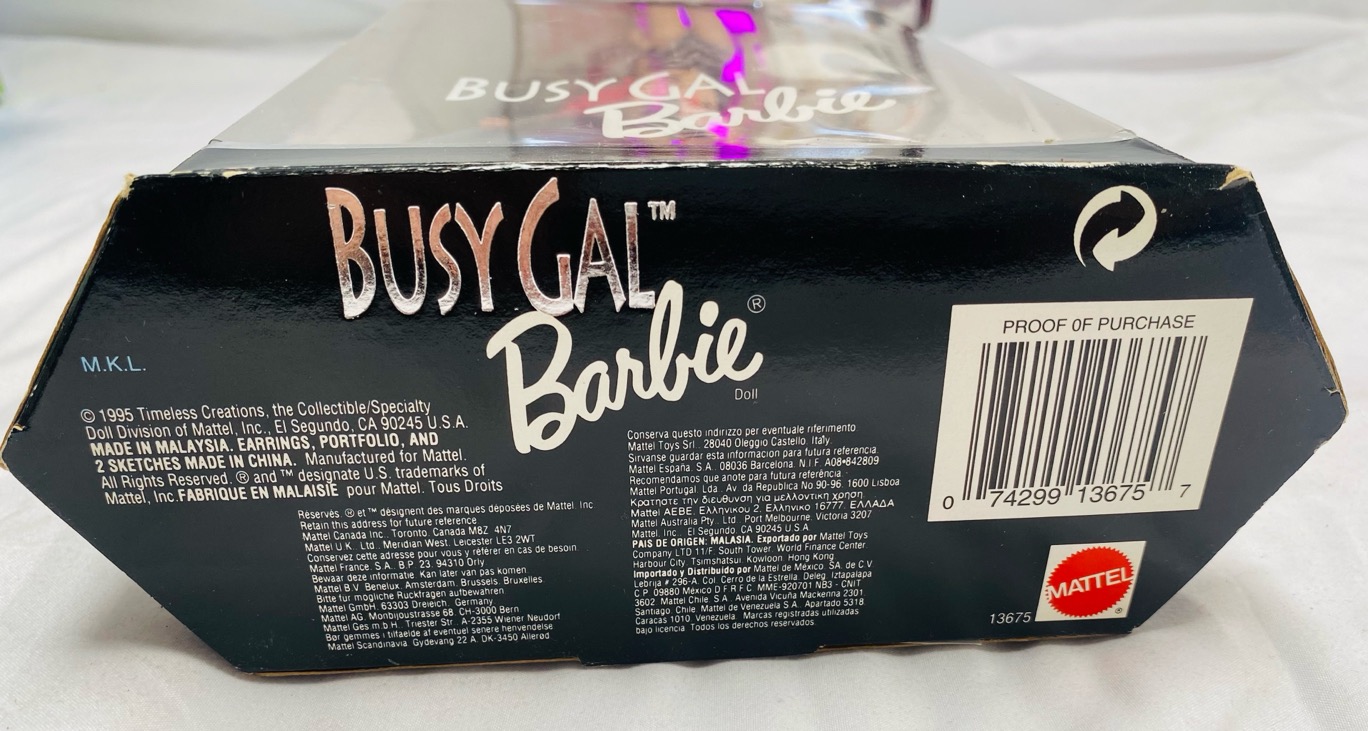 BUSY GAL
Barbie
BUSY GAL™
Barbie®
Doll
M.K.L.
© 1995 Timeless Creations, the Collectible/Specialty
Doll Division of Mattel, Inc., El Segundo, CA 90245 U.S.A.
MADE IN MALAYSIA. EARRINGS, PORTFOLIO, AND
2 SKETCHES MADE IN CHINA. Manufactured for Mattel.
All Rights Reserved. ® and ™ designate U.S. trademarks of
Mattel, Inc. FABRIQUE EN MALAISIE pour Mattel. Tous Droits
Réservés. ® et ™ désignent des marques déposées de Mattel, Inc
Retain this address for future reference
Mattel Canada Inc., Toronto, Canada M8Z 4N7
Mattel U.K. Ltd., Meridian West, Leicester LE3 2WT
Conservez cette adresse pour vous y référer en cas de besoin.
Mattel France, S.A., B.P. 23, 94310 Orly
Bewaar deze informatie. Kan later van pas komen.
Mattel B.V. Benelux, Amsterdam, Brussels, Bruxelles.
Bitte für mögliche Rückfragen aufbewahren
Mattel GmbH, 63303 Dreieich, Germany
Mattel AG, Monbijoustrasse 68, CH-3000 Bern
Mattel Ges.m.b.H., Triester Str., A-2355 Wiener Neudorf
Bør gemmes i tilfælde af eventuel senere henvendelse
Mattel Scandinavia, Gydevang 22 A, DK-3450 Allerød
Conserva questo indirizzo per eventuale riferimento
Mattel Toys Srl., 28040 Oleggio Castello, Italy.
Sírvanse guardar esta información para futura referencia.
Mattel España, S.A., 08036 Barcelona. N.I.F. A08-842809
Recomendamos que anote para futura referência.
Mattel Portugal, Lda., Av. da República No 90-96, 1600 Lisboa
Κρατήστε την διεύθυνση για μελλοντική χρήση.
Mattel AEBE, Ελληνικού 2, Ελληνικό 16777, ΕΛΛΑΔΑ
Mattel Australia Pty., Ltd., Port Melbourne, Victoria 3207
Mattel, Inc., El Segundo, CA 90245 U.S.A
PAIS DE ORIGEN: MALASIA. Exportado por Mattel Toys
Company LTD 11/F, South Tower, World Finance Center,
Harbour City, Tsimshatsui, Kowloon, Hong Kong.
Importado y Distribuido por Mattel de México, S.A. de C.V
Lebrija # 296-A, Col. Cerro de la Estrella, Deleg. Iztapalapa
C.P. 09880 México D.F. R.F.C. MME-920701 NB3 - CNIT.
3602. Mattel Chile, S.A., Avenida Vicuña Mackenna 2301,
Santiago, Chile. Mattel de Venezuela S.A., Apartado 5318,
Caracas 1010, Venezuela. Marcas registradas utilizadas
bajo licencia. Todos los derechos reservados.
PROOF OF PURCHASE
0 74299 13675 7
13675
MATTEL®